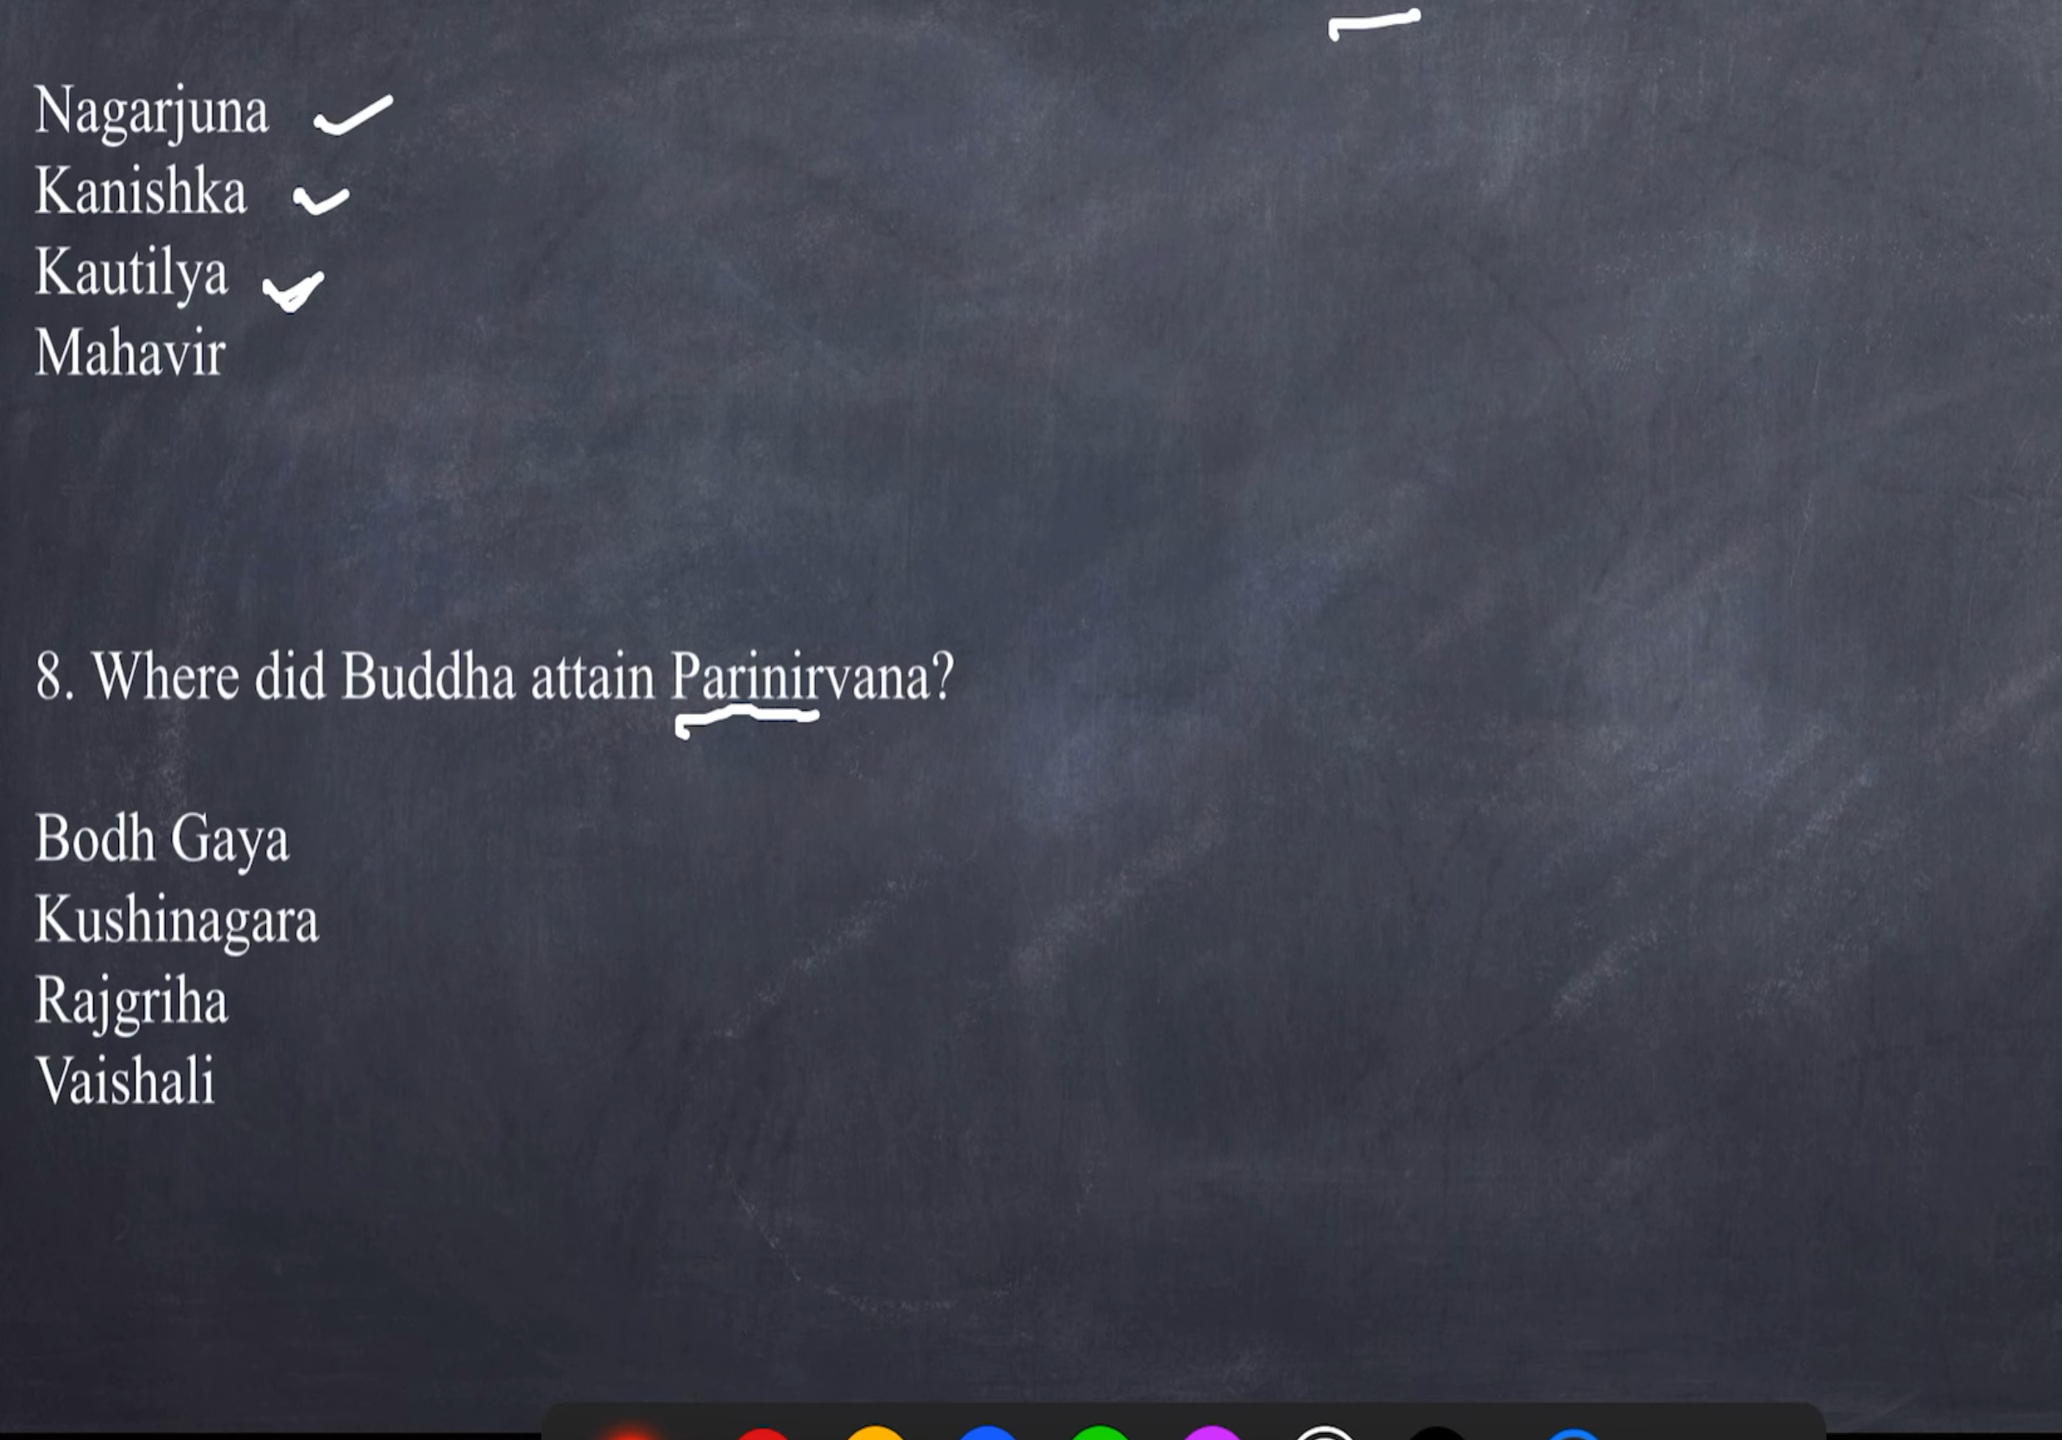 Nagarjuna
Kanishka
Kautilya
Mahavir
8. Where did Buddha attain Parinirvana?
Bodh Gaya
Kushinagara
Rajgriha
Vaishali